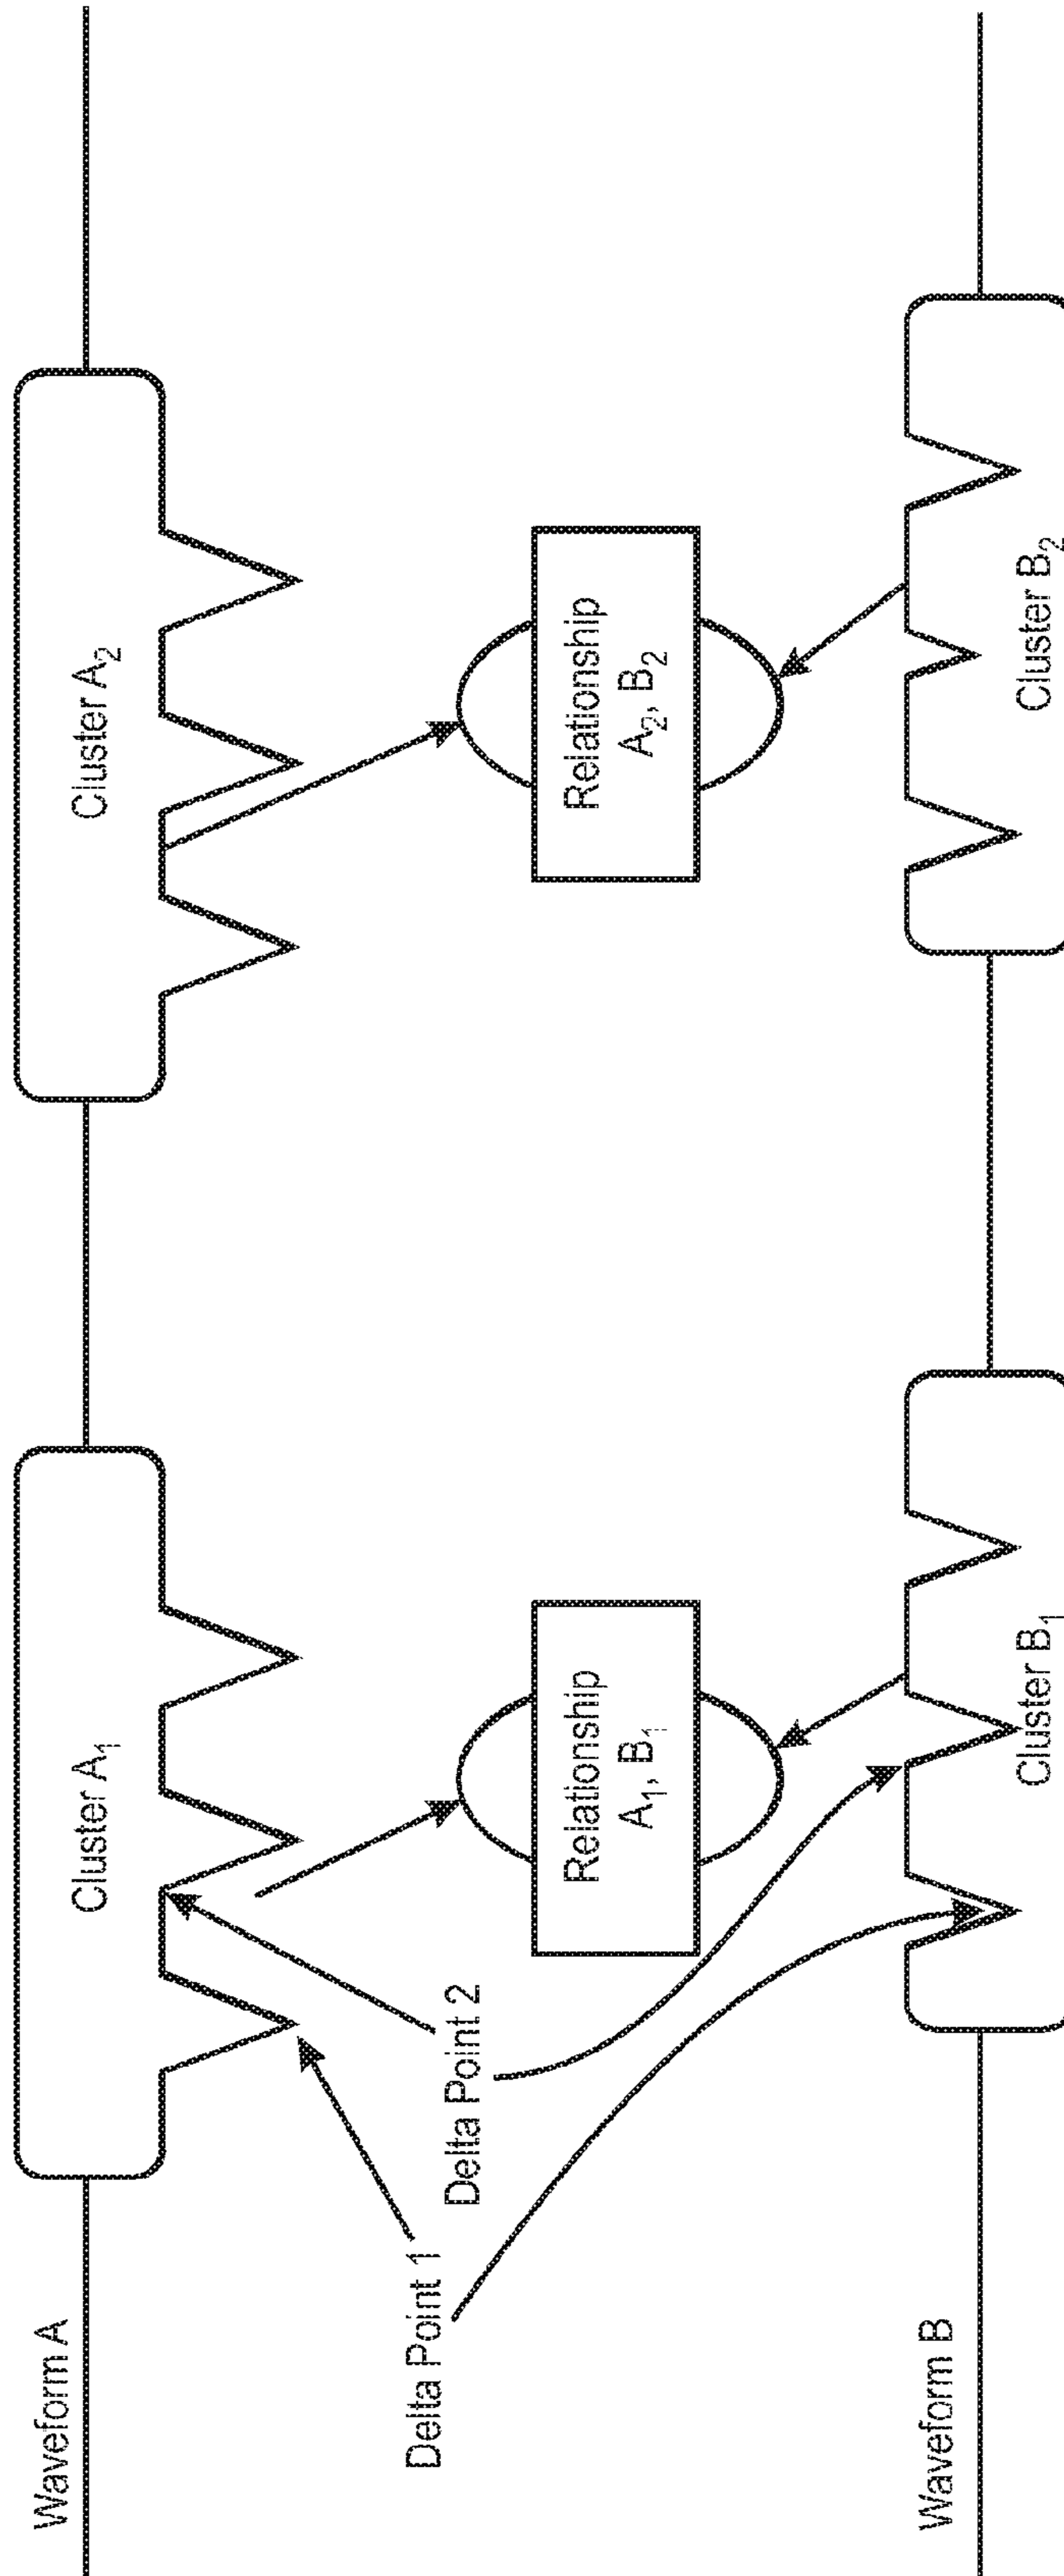 Waveform A
Cluster A₁
Cluster A₂
Delta Point 1
Delta Point 2
Relationship
A₁, B₁
Relationship
A₂, B₂
Waveform B
Cluster B₁
Cluster B₂